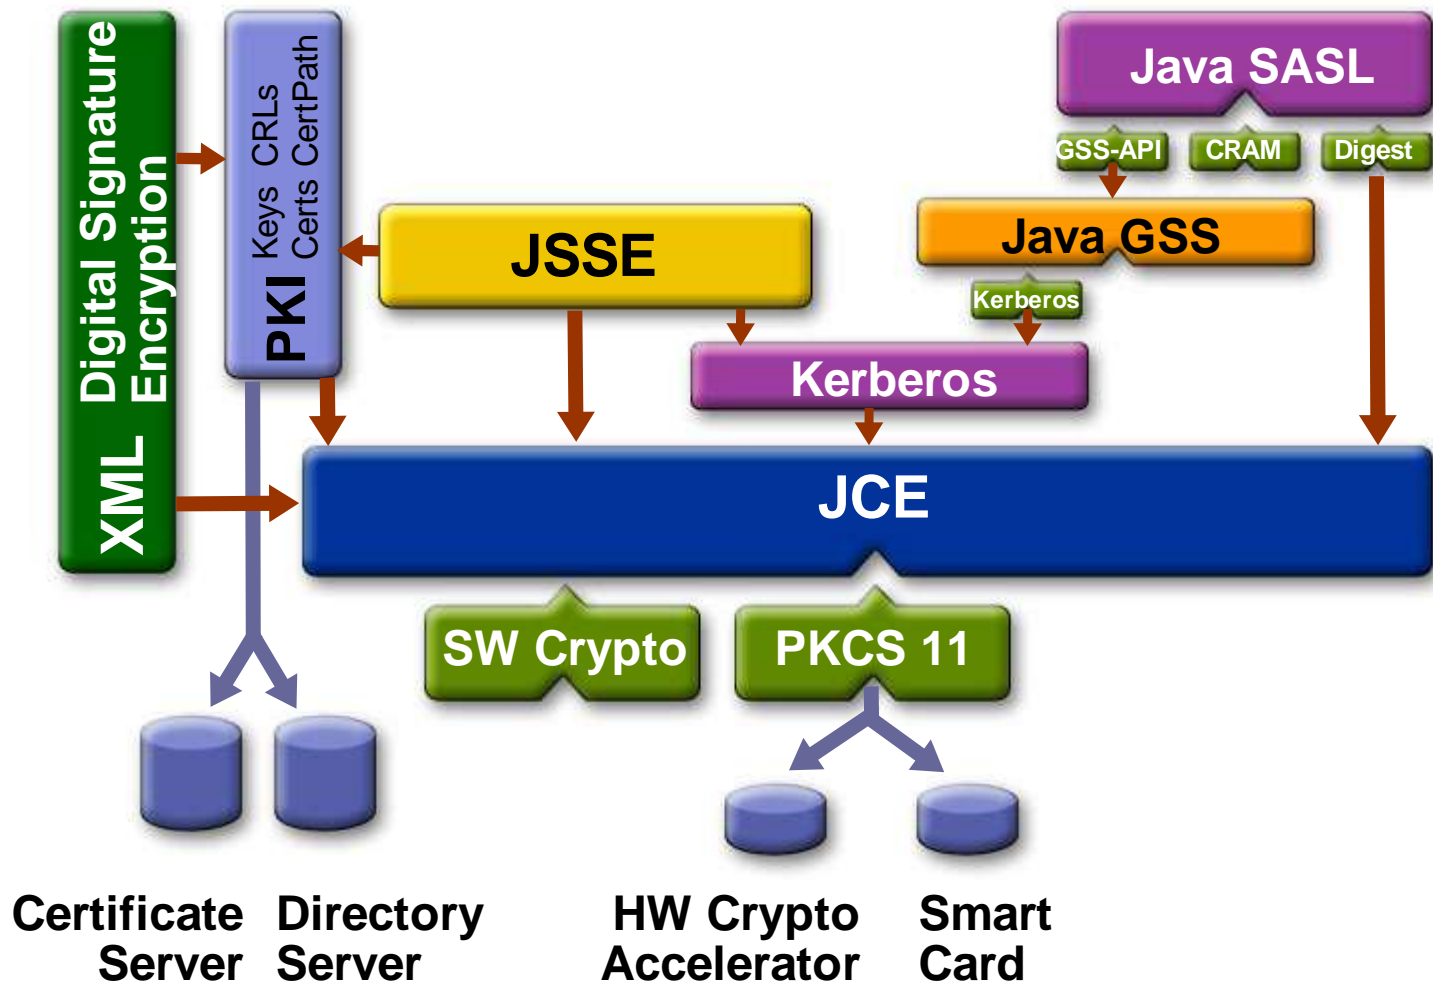 XML Digital Signature
Encryption
PKI Keys CRLs
Certs CertPath
Java SASL
GSS-API
CRAM
Digest
JSSE
Java GSS
Kerberos
Kerberos
JCE
SW Crypto
PKCS 11
Certificate
Server
Directory
Server
HW Crypto
Accelerator
Smart
Card